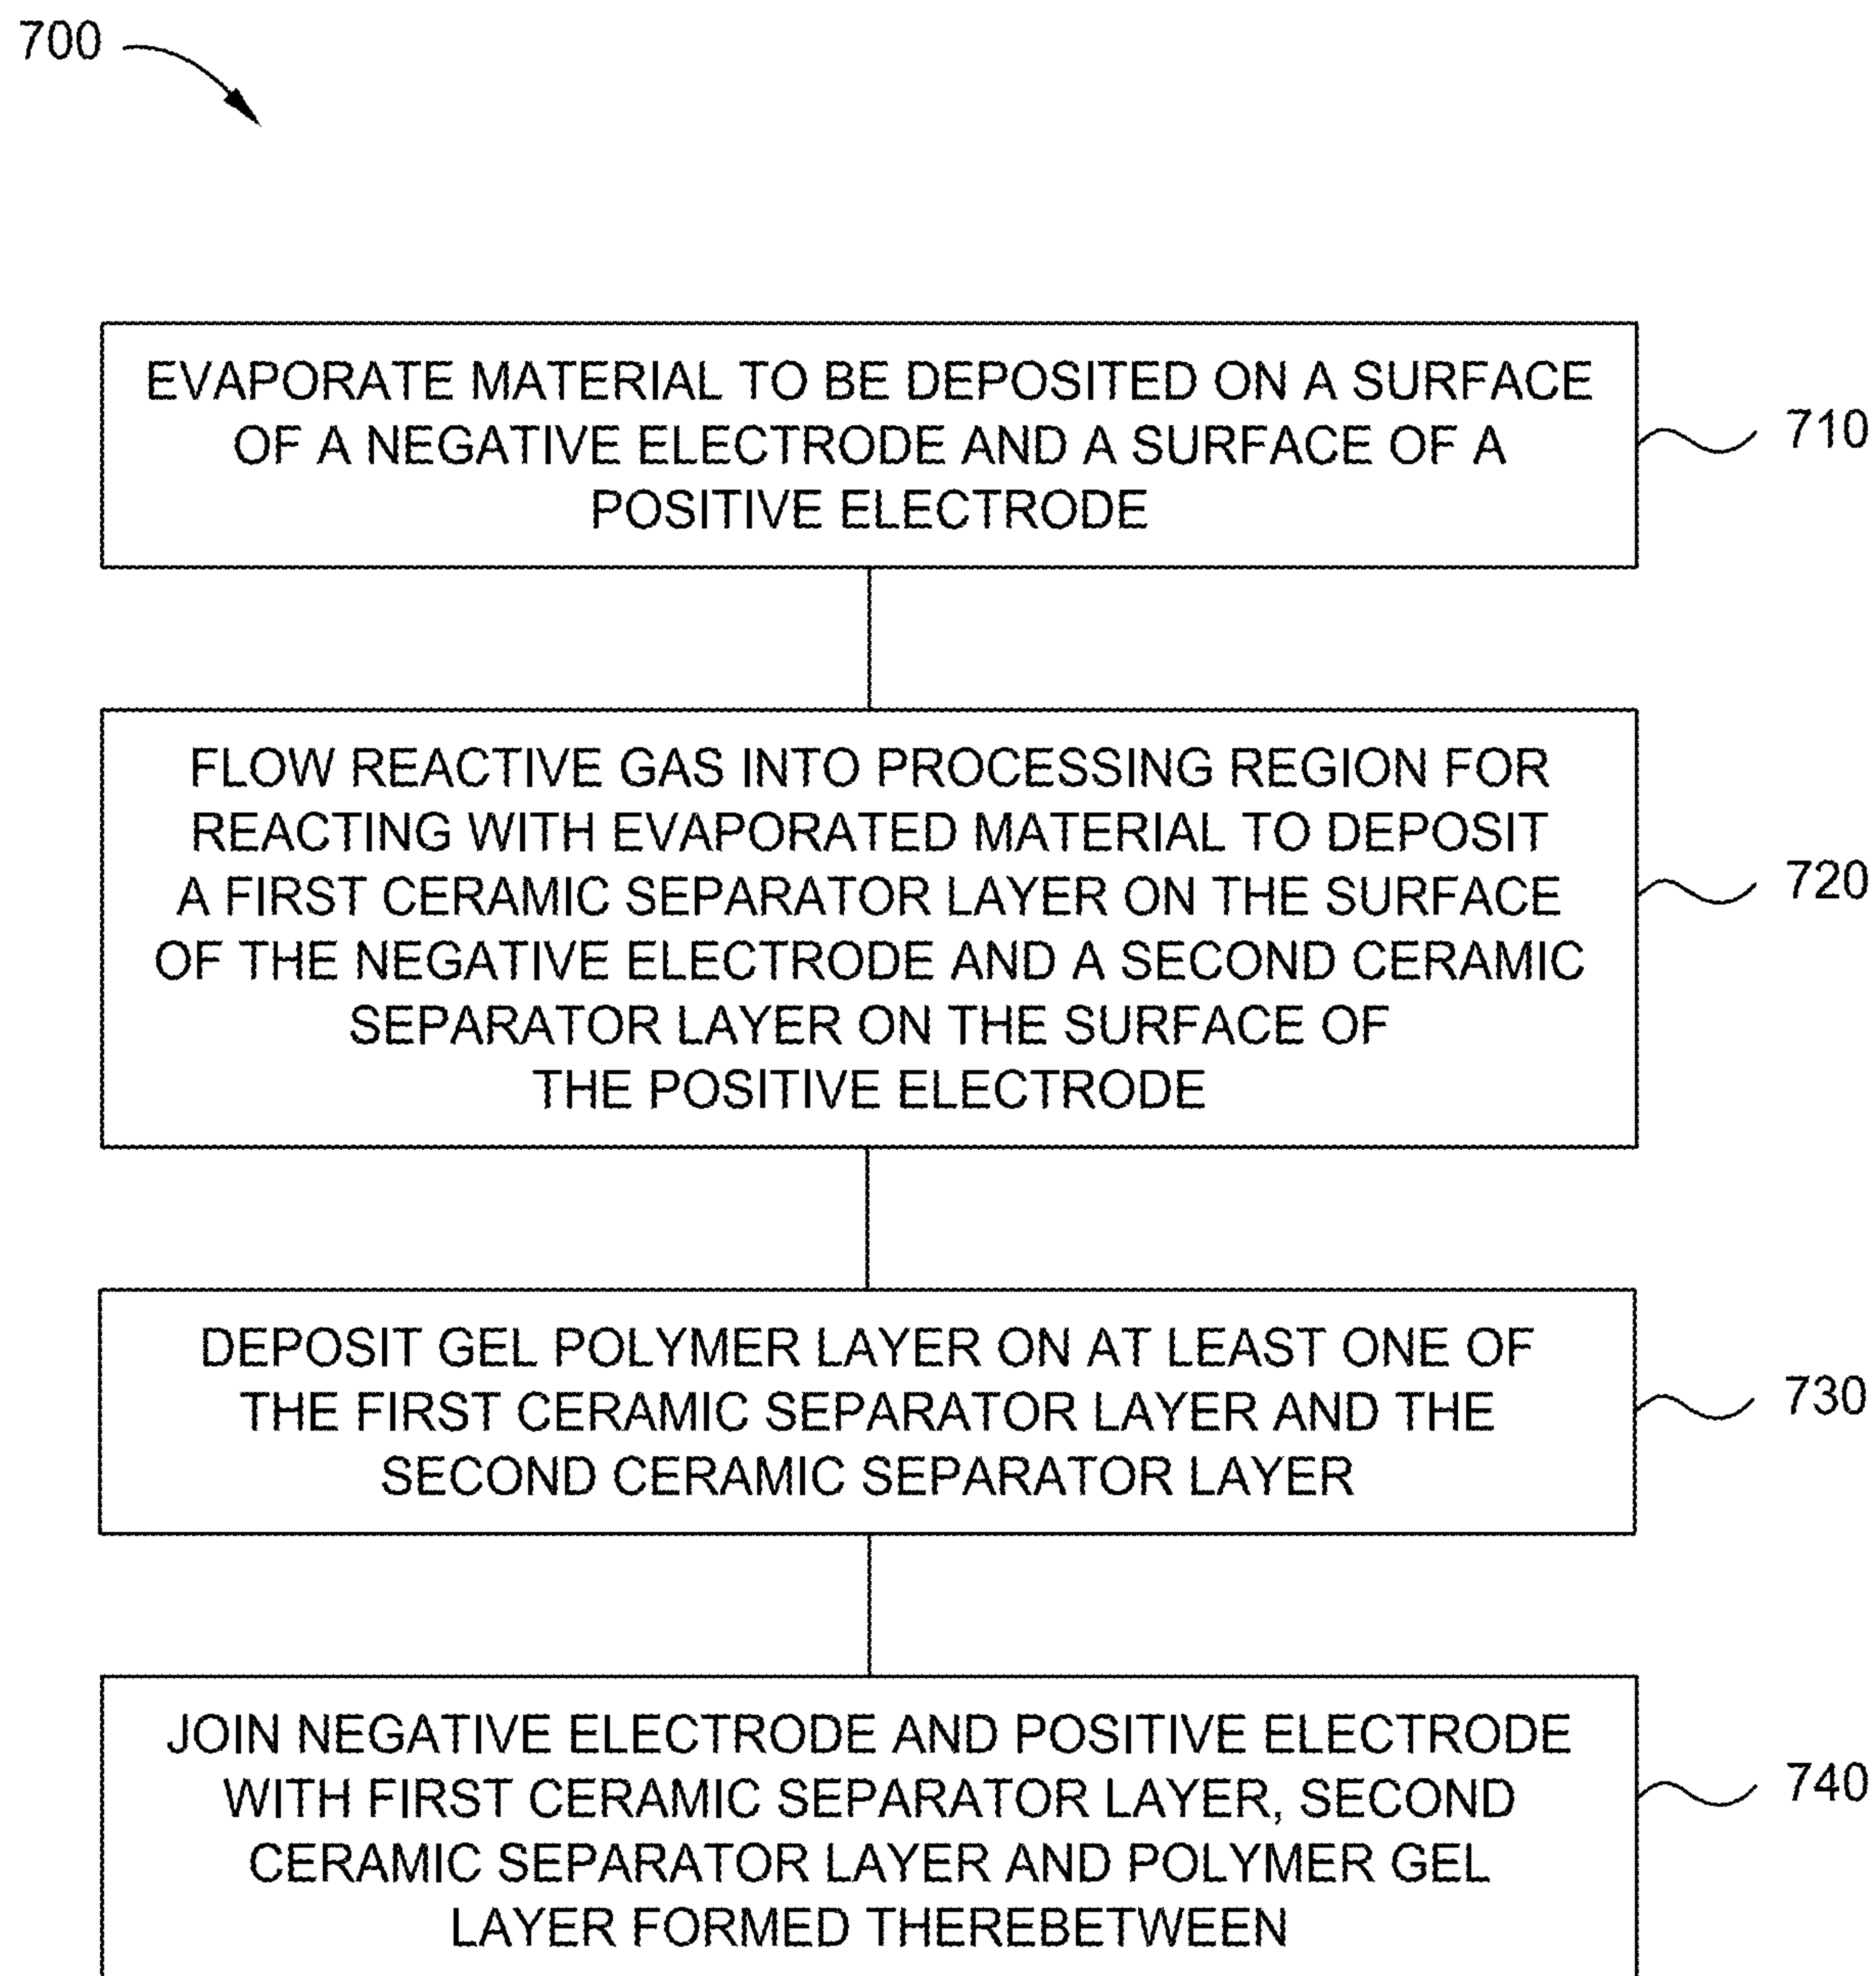 700
EVAPORATE MATERIAL TO BE DEPOSITED ON A SURFACE
OF A NEGATIVE ELECTRODE AND A SURFACE OF A
POSITIVE ELECTRODE
710
FLOW REACTIVE GAS INTO PROCESSING REGION FOR
REACTING WITH EVAPORATED MATERIAL TO DEPOSIT
A FIRST CERAMIC SEPARATOR LAYER ON THE SURFACE
OF THE NEGATIVE ELECTRODE AND A SECOND CERAMIC
SEPARATOR LAYER ON THE SURFACE OF
THE POSITIVE ELECTRODE
720
DEPOSIT GEL POLYMER LAYER ON AT LEAST ONE OF
THE FIRST CERAMIC SEPARATOR LAYER AND THE
SECOND CERAMIC SEPARATOR LAYER
730
JOIN NEGATIVE ELECTRODE AND POSITIVE ELECTRODE
WITH FIRST CERAMIC SEPARATOR LAYER, SECOND
CERAMIC SEPARATOR LAYER AND POLYMER GEL
LAYER FORMED THEREBETWEEN
740